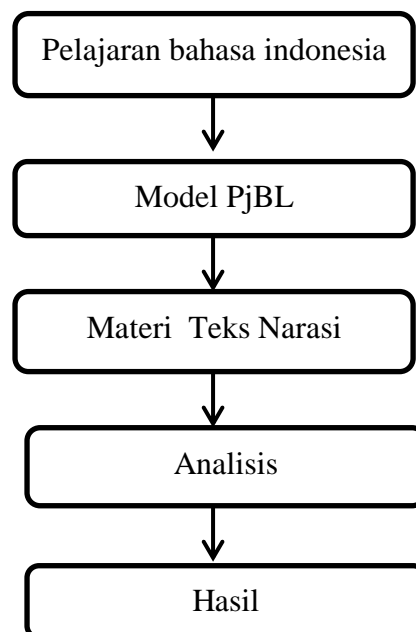 Pelajaran bahasa indonesia
Model PjBL
Materi  Teks Narasi
Analisis
Hasil